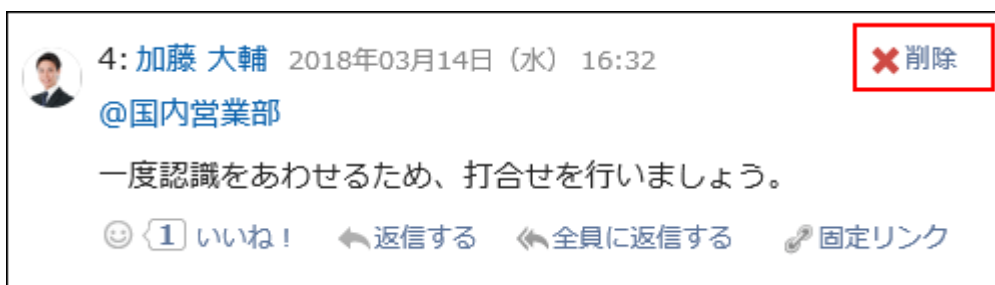 4: 加藤 大輔 2018年03月14日（水） 16:32 削除
@国内営業部
一度認識をあわせるため、打合せを行いましょう。
1 いいね！ 返信する 全員に返信する 固定リンク